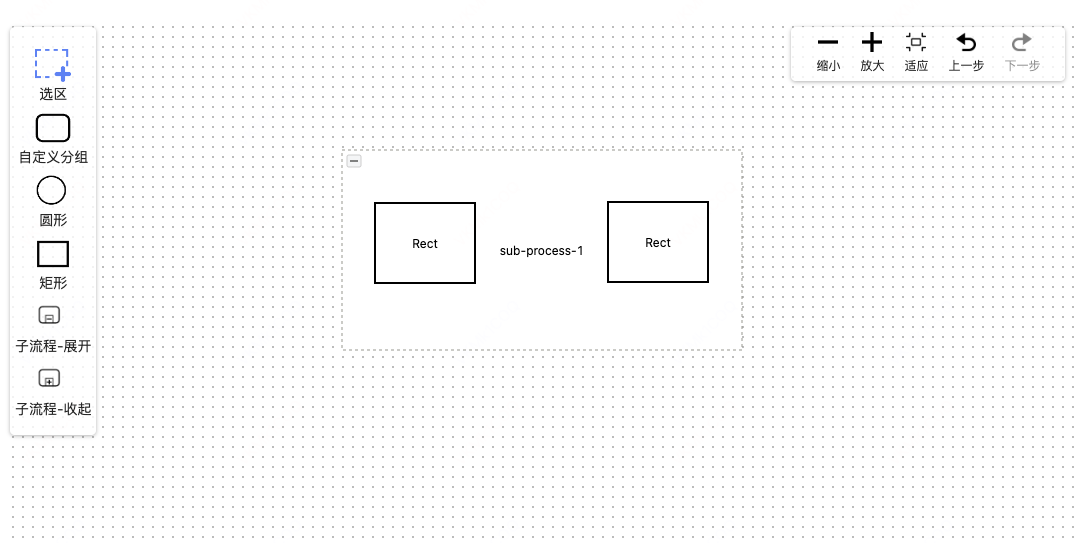 选区
自定义分组
圆形
矩形
子流程-展开
子流程-收起
缩小
放大
适应
上一步
下一步
Rect
sub-process-1
Rect